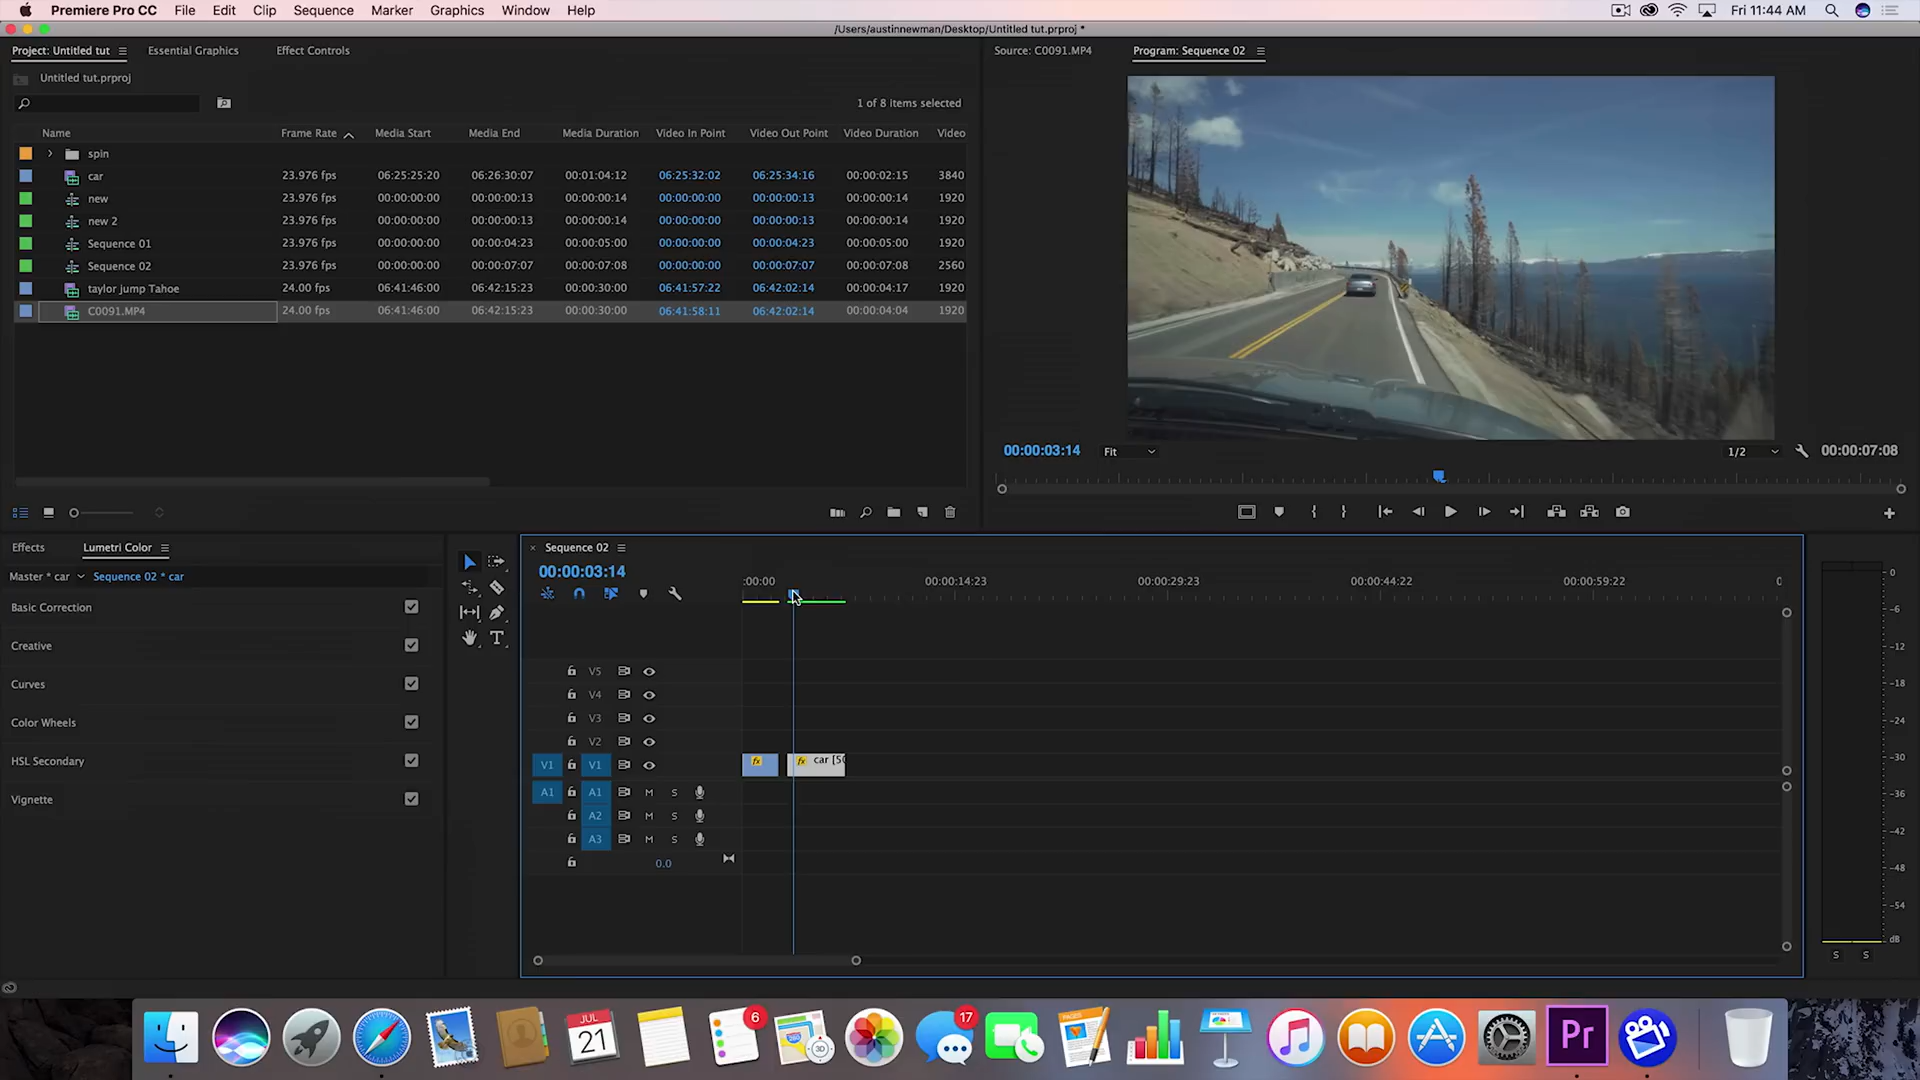 Premiere Pro CC File Edit Clip Sequence Marker Graphics Window Help Fri 11:44 AM
/Users/austinnewman/Desktop/Untitled tut.prproj *
Project: Untitled tut Essential Graphics Effect Controls
Untitled tut.prproj
1 of 8 items selected
Name Frame Rate Media Start Media End Media Duration Video In Point Video Out Point Video Duration Video
spin
car 23.976 fps 06:25:25:20 06:26:30:07 00:01:04:12 06:25:32:02 06:25:34:16 00:00:02:15 3840
new 23.976 fps 00:00:00:00 00:00:00:13 00:00:00:14 00:00:00:00 00:00:00:13 00:00:00:14 1920
new 2 23.976 fps 00:00:00:00 00:00:00:13 00:00:00:14 00:00:00:00 00:00:00:13 00:00:00:14 1920
Sequence 01 23.976 fps 00:00:00:00 00:00:04:23 00:00:05:00 00:00:00:00 00:00:04:23 00:00:05:00 1920
Sequence 02 23.976 fps 00:00:00:00 00:00:07:07 00:00:07:08 00:00:00:00 00:00:07:07 00:00:07:08 2560
taylor jump Tahoe 24.00 fps 06:41:46:00 06:42:15:23 00:00:30:00 06:41:57:22 06:42:02:14 00:00:04:17 1920
C0091.MP4 24.00 fps 06:41:46:00 06:42:15:23 00:00:30:00 06:41:58:11 06:42:02:14 00:00:04:04 1920
Source: C0091.MP4 Program: Sequence 02
00:00:03:14 Fit 1/2 00:00:07:08
Effects Lumetri Color
Master * car Sequence 02 * car
Basic Correction
Creative
Curves
Color Wheels
HSL Secondary
Vignette
T
Sequence 02
00:00:03:14
:00:00 00:00:14:23 00:00:29:23 00:00:44:22 00:00:59:22 0
V5
V4
V3
V2
V1 V1 fx fx car [50
A1 A1 M S
A2 M S
A3 M S
0.0
0
-6
-12
-18
-24
-30
-36
-42
-48
-54
dB
S S
JUL
21
6
280
3D
17
PAGES
Pr